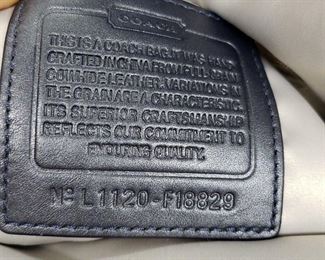 COACH
THIS IS A COACH BAG. IT WAS HAND
CRAFTED IN CHINA FROM FULL GRAIN
COWHIDE LEATHER. VARIATIONS IN
THE GRAIN ARE A CHARACTERISTIC.
ITS SUPERIOR CRAFTSMANSHIP
REFLECTS OUR COMMITMENT TO
ENDURING QUALITY.
Nº L1120-F18829